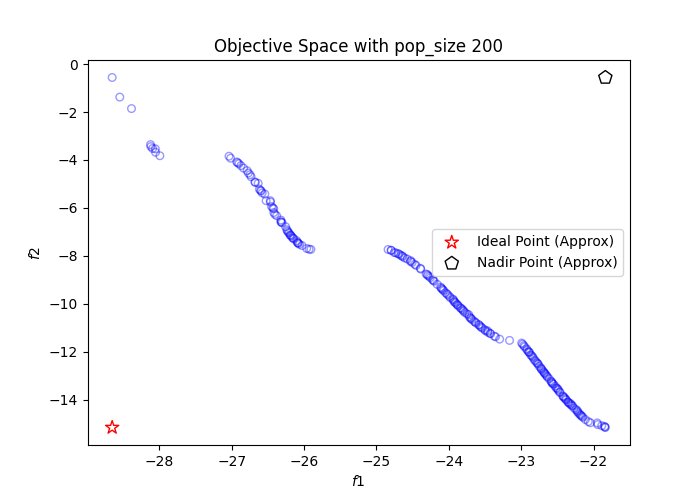 Objective Space with pop_size 200
0
−2
−4
−6
−8
−10
−12
−14
f2
Ideal Point (Approx)
Nadir Point (Approx)
−28 −27 −26 −25 −24 −23 −22
f1